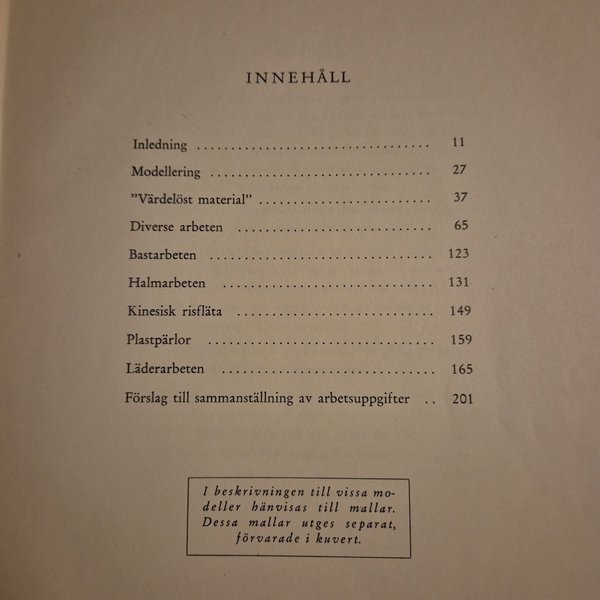 INNEHÅLL
Inledning .................................. 11
Modellering ................................ 27
”Värdelöst material” ......................... 37
Diverse arbeten ............................ 65
Bastarbeten ................................ 123
Halmarbeten ............................... 131
Kinesisk risfläta ............................. 149
Plastpärlor ................................. 159
Läderarbeten ............................... 165
Förslag till sammanställning av arbetsuppgifter .. 201
I beskrivningen till vissa mo-
deller hänvisas till mallar.
Dessa mallar utges separat,
förvarade i kuvert.